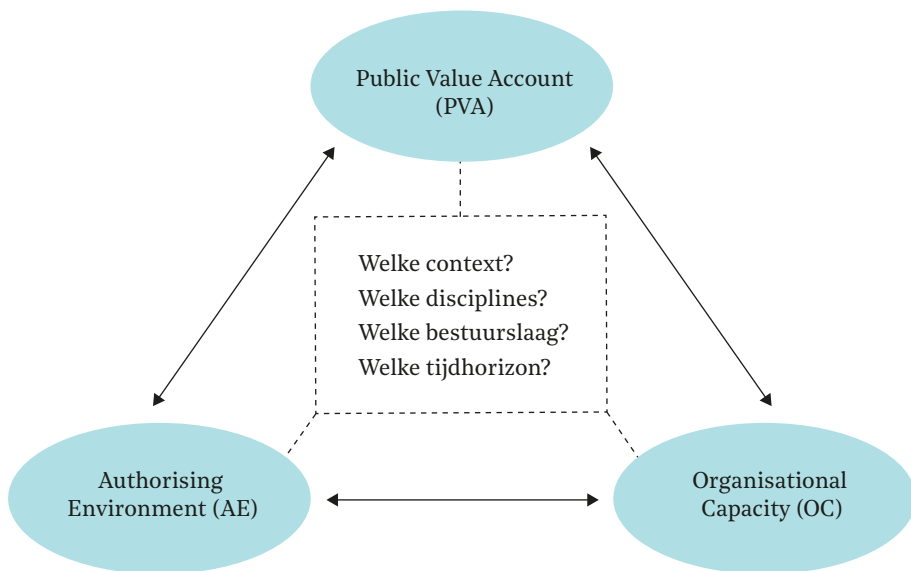 Public Value Account
(PVA)
Welke context?
Welke disciplines?
Welke bestuurslaag?
Welke tijdhorizon?
Authorising
Environment (AE)
Organisational
Capacity (OC)